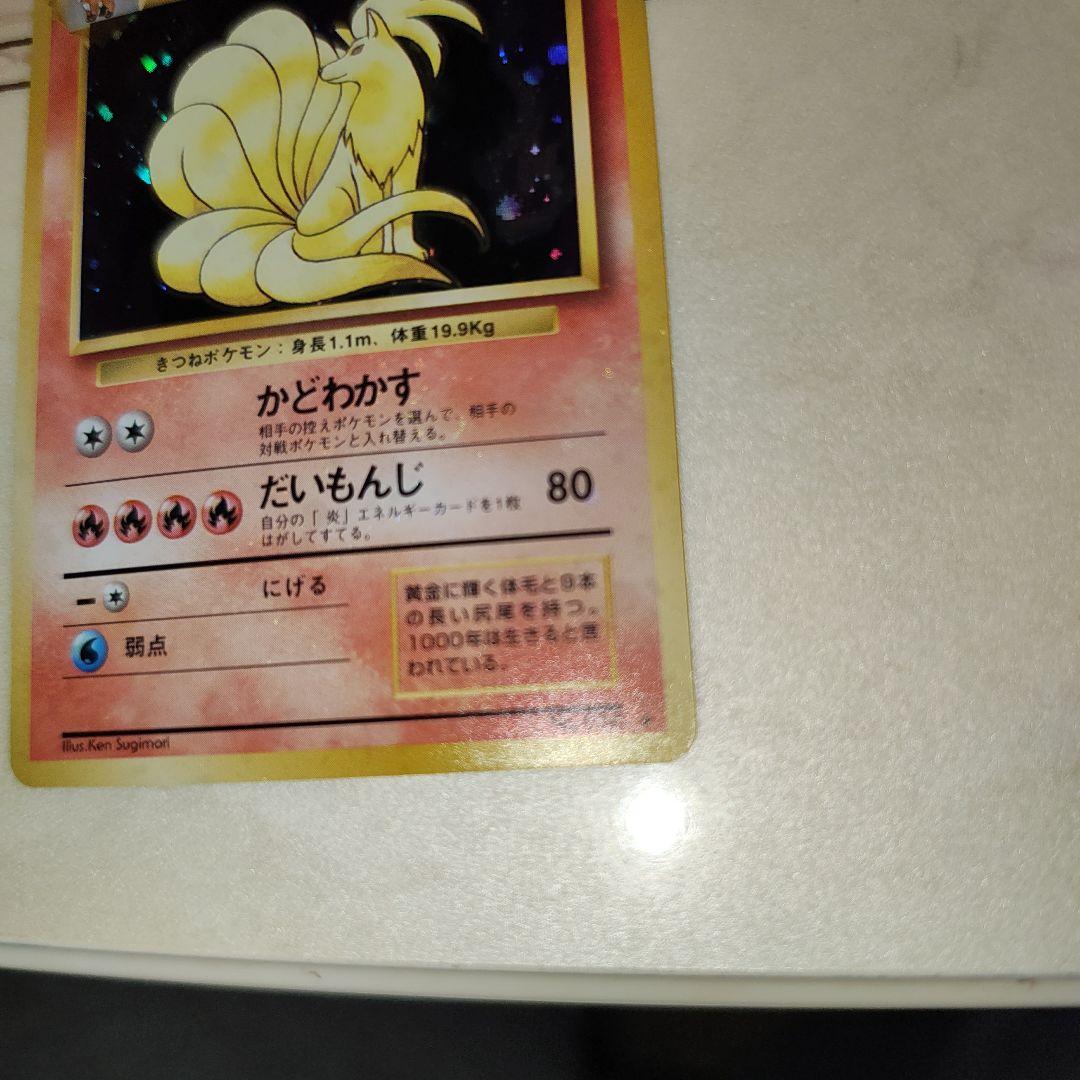 きつねポケモン：身長1.1m、体重19.9Kg
かどわかす
相手の控えポケモンを選んで、相手の
対戦ポケモンと入れ替える。
だいもんじ 80
自分の「炎」エネルギーカードを1枚
はがしてすてる。
にげる
弱点
黄金に輝く体毛と9本
の長い尻尾を持つ。
1000年は生きると言
われている。
Illus.Ken Sugimori